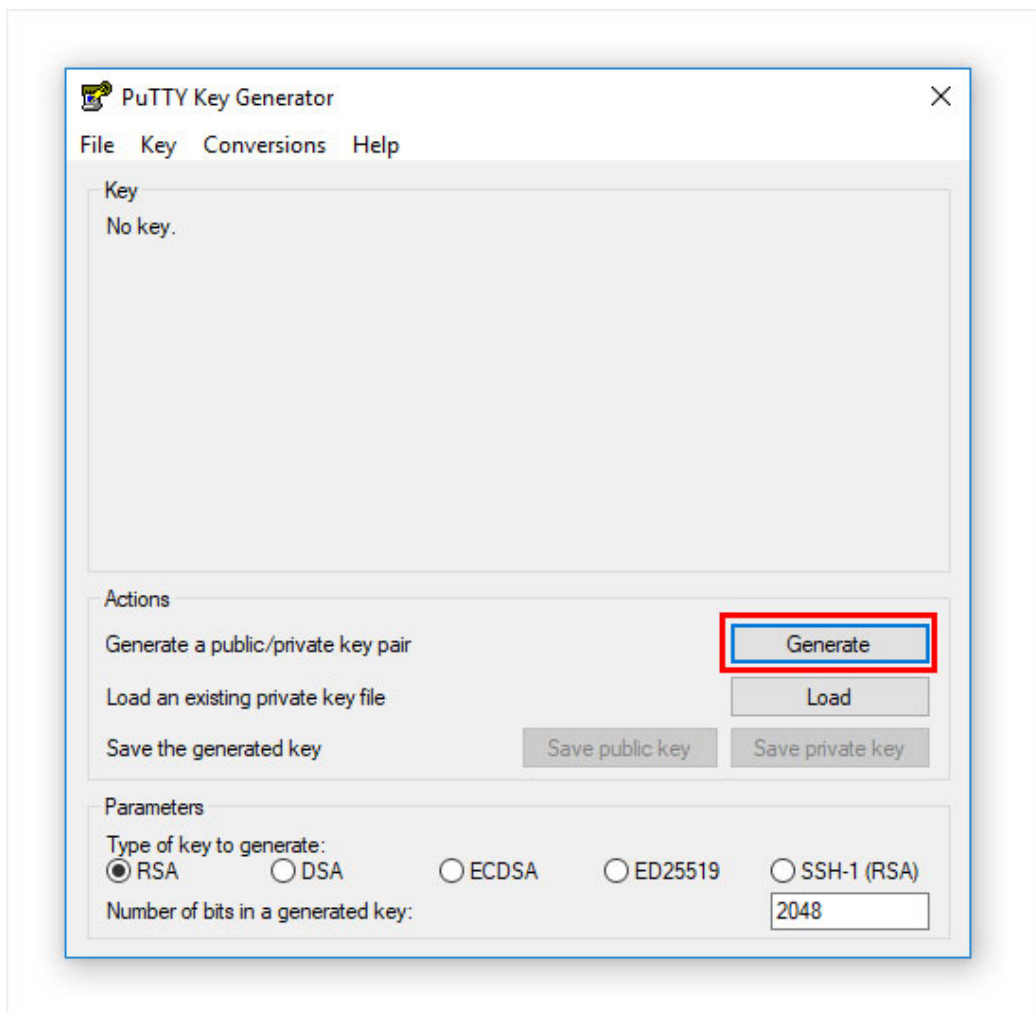 PuTTY Key Generator
File Key Conversions Help
Key
No key.
Actions
Generate a public/private key pair Generate
Load an existing private key file Load
Save the generated key Save public key Save private key
Parameters
Type of key to generate:
RSA DSA ECDSA ED25519 SSH-1 (RSA)
Number of bits in a generated key: 2048